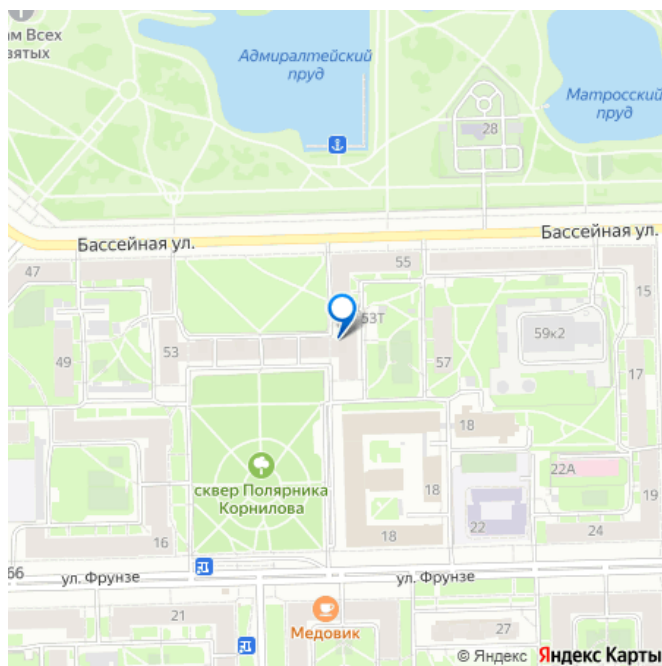 ам Всех
вятых
Адмиралтейский
пруд
Матросский
пруд
28
Бассейная ул.
Бассейная ул.
47
55
15
53Т
59к2
53
49
57
17
18
22А
сквер Полярника
Корнилова
18
19
16
18
22
24
66
ул. Фрунзе
ул. Фрунзе
21
Медовик
27
© Яндекс Яндекс Карты